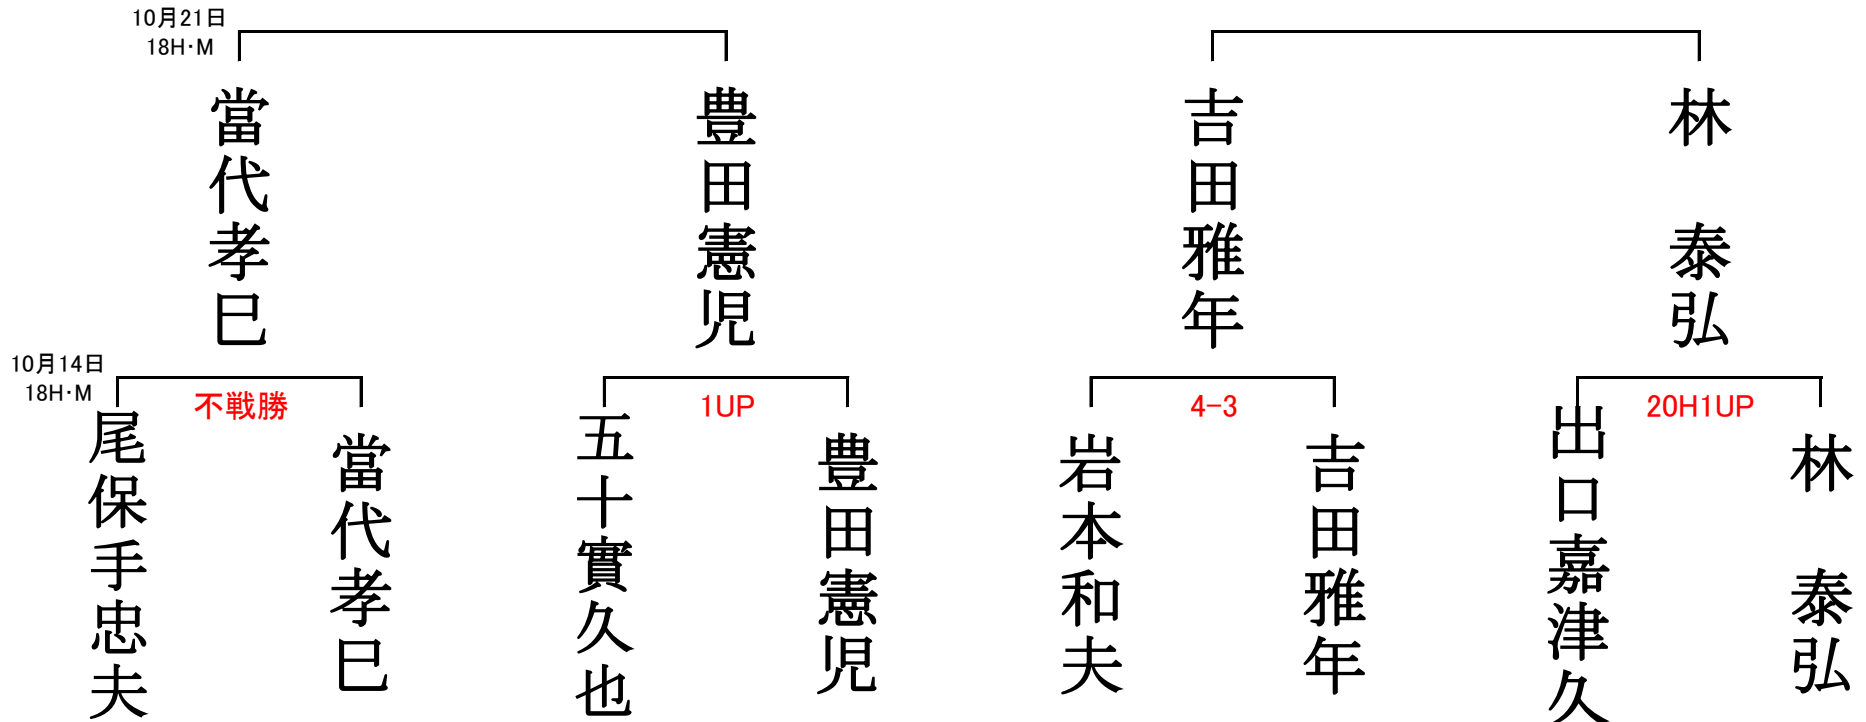 10月21日
18H・M
當代孝巳
豊田憲児
吉田雅年
林 泰弘
10月14日
18H・M
不戦勝
1UP
4-3
20H1UP
尾保手忠夫
當代孝巳
五十實久也
豊田憲児
岩本和夫
吉田雅年
出口嘉津久
林 泰弘